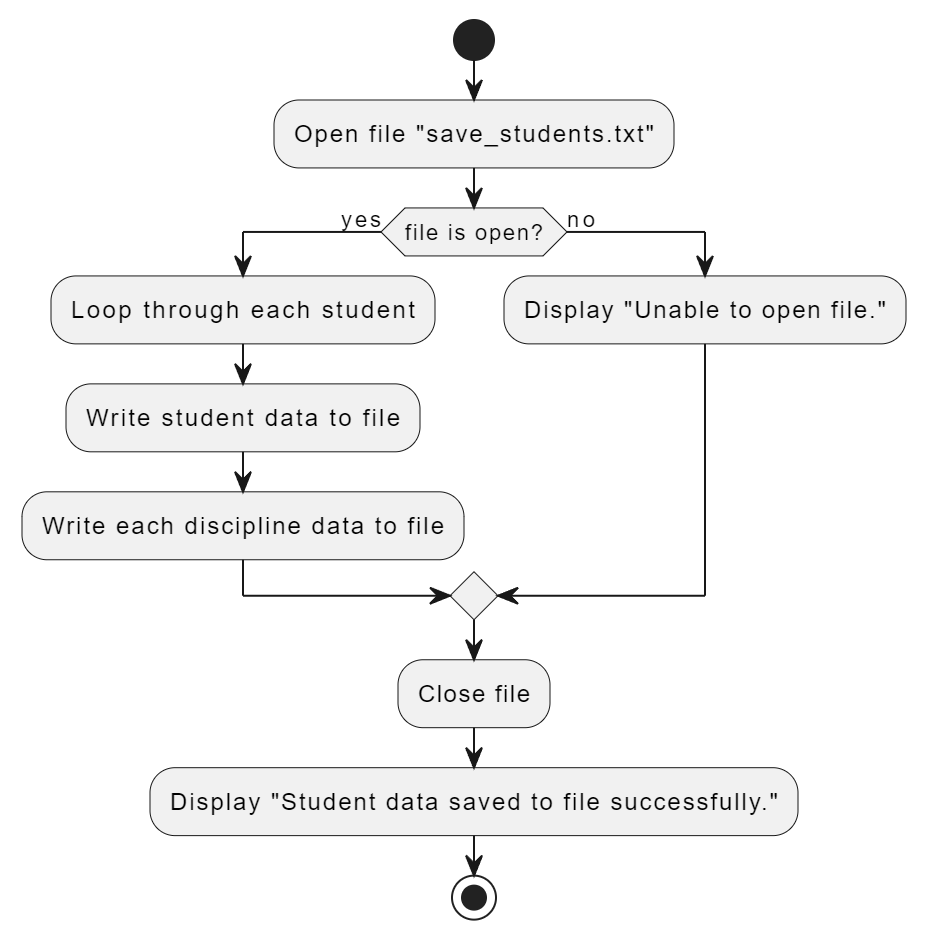 Open file "save_students.txt"
yes
file is open?
no
Loop through each student
Display "Unable to open file."
Write student data to file
Write each discipline data to file
Close file
Display "Student data saved to file successfully."